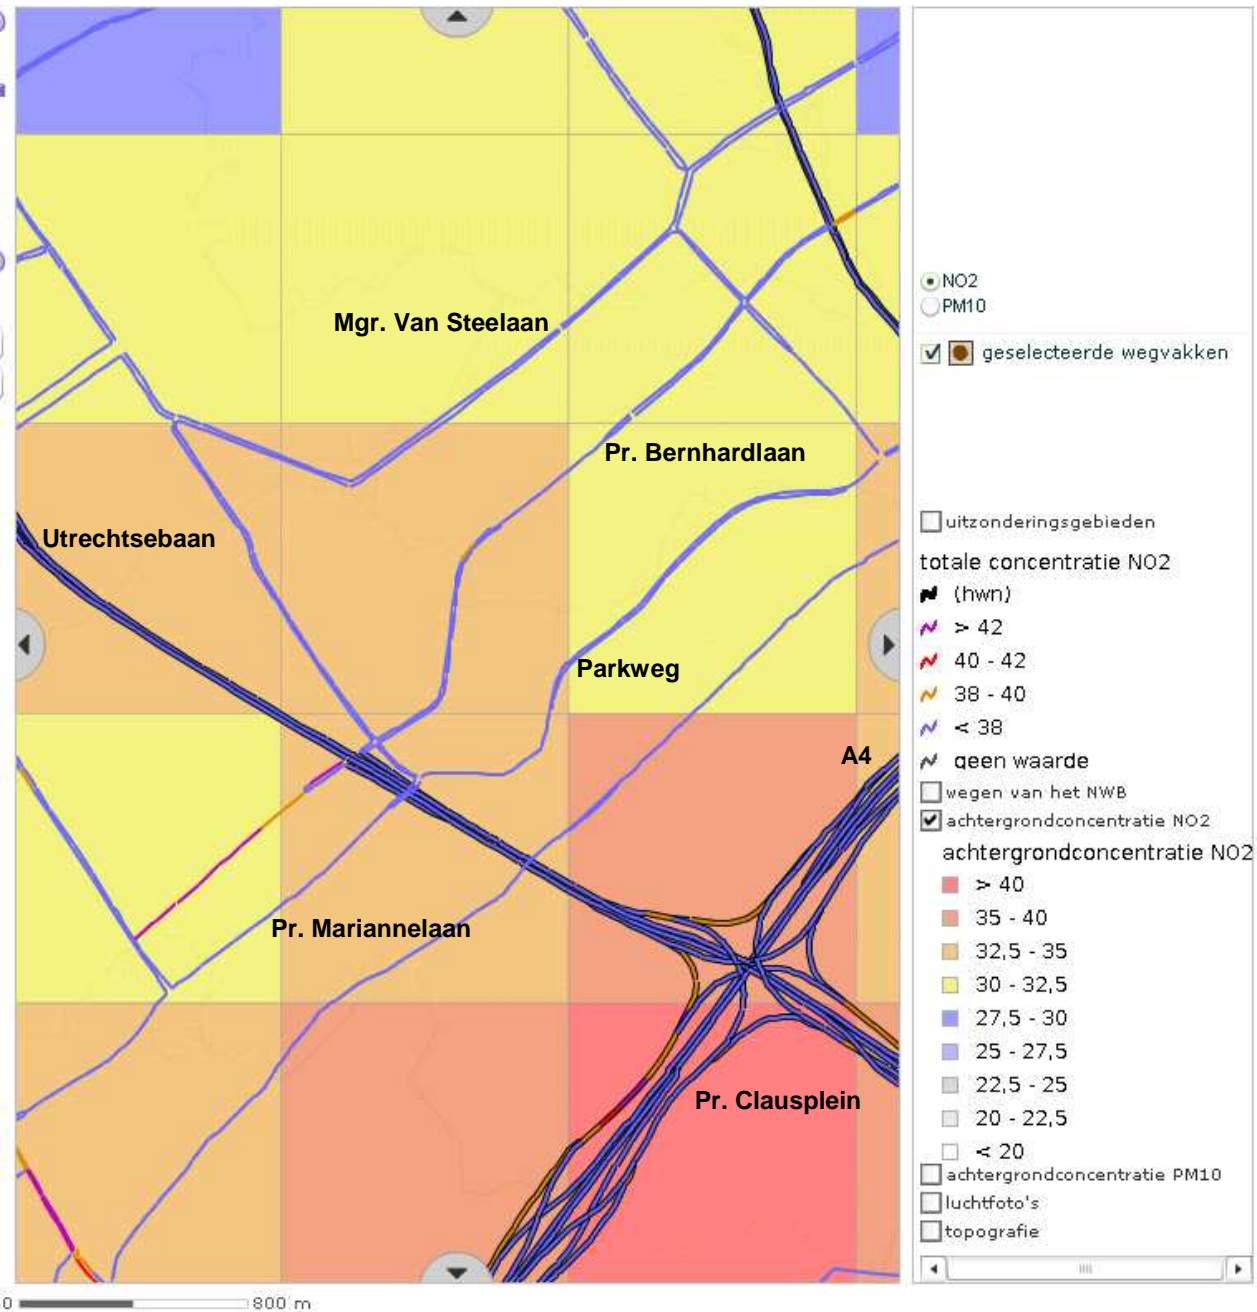 Mgr. Van Steelaan
Pr. Bernhardlaan
Utrechtsebaan
Parkweg
A4
Pr. Mariannelaan
Pr. Clausplein
0 800 m
NO2
PM10
geselecteerde wegvakken
uitzonderingsgebieden
totale concentratie NO2
(hwn)
> 42
40 - 42
38 - 40
< 38
geen waarde
wegen van het NWB
achtergrondconcentratie NO2
achtergrondconcentratie NO2
> 40
35 - 40
32,5 - 35
30 - 32,5
27,5 - 30
25 - 27,5
22,5 - 25
20 - 22,5
< 20
achtergrondconcentratie PM10
luchtfoto's
topografie